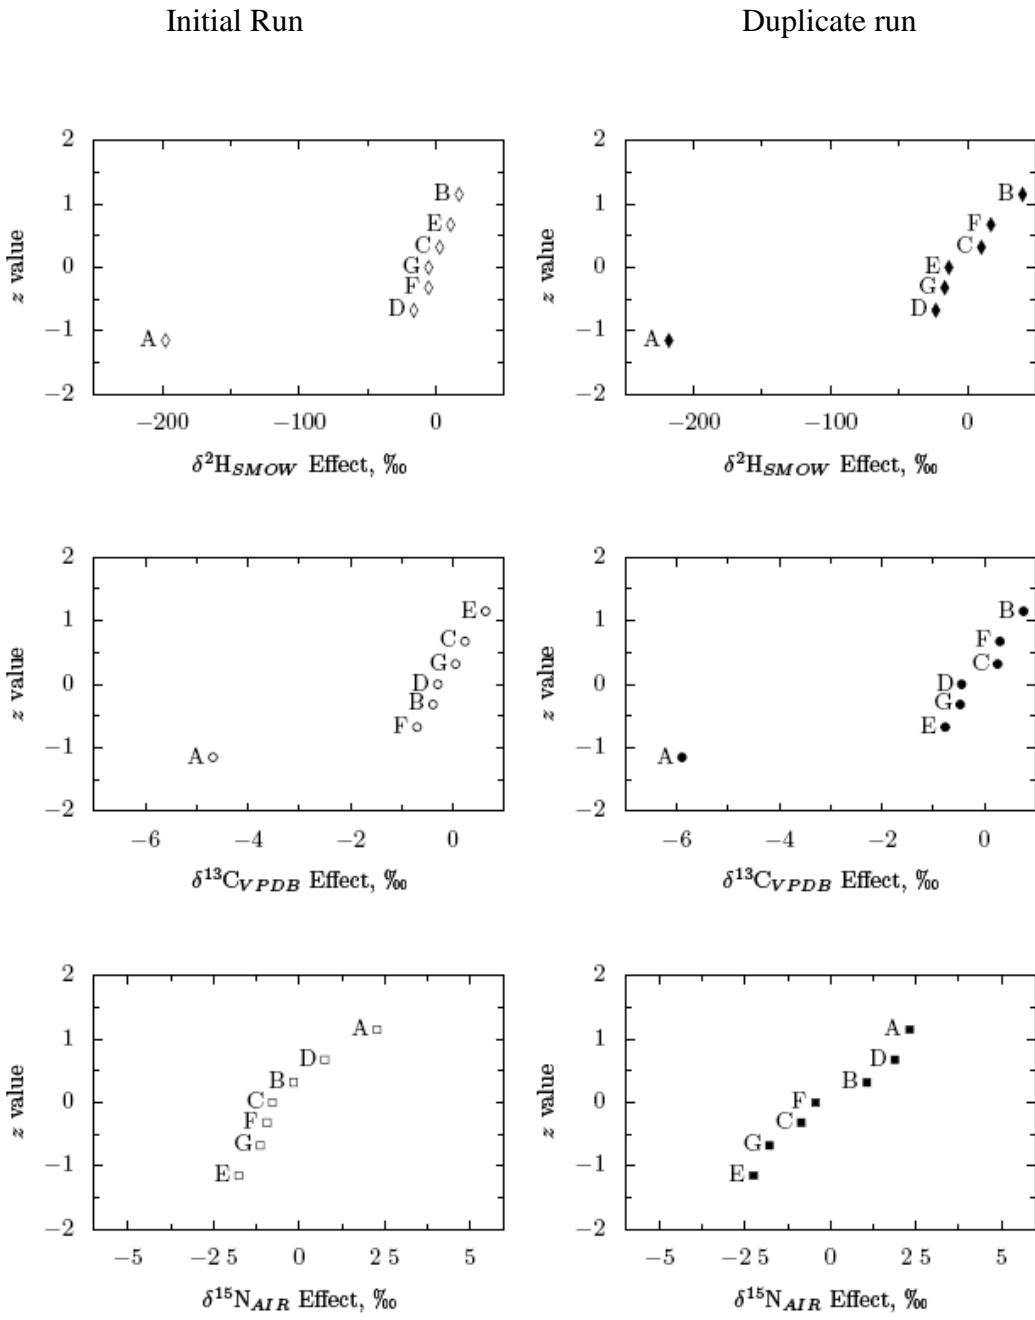 Initial Run Duplicate run
2 2
B B
1 E 1 F
C C
z value 0 G z value 0 E
F G
D D
−1 A −1 A
−2 −2
−200 −100 0 −200 −100 0
δ²H_SMOW Effect, ‰ δ²H_SMOW Effect, ‰
2 2
1 E 1 B
C F
G C
z value 0 D z value 0 D
B G
F E
−1 A −1 A
−2 −2
−6 −4 −2 0 −6 −4 −2 0
δ¹³C_VPDB Effect, ‰ δ¹³C_VPDB Effect, ‰
2 2
1 A 1 A
D D
B B
z value 0 C z value 0 F
F C
G G
−1 E −1 E
−2 −2
−5 −2 5 0 2 5 5 −5 −2 5 0 2 5 5
δ¹⁵N_AIR Effect, ‰ δ¹⁵N_AIR Effect, ‰